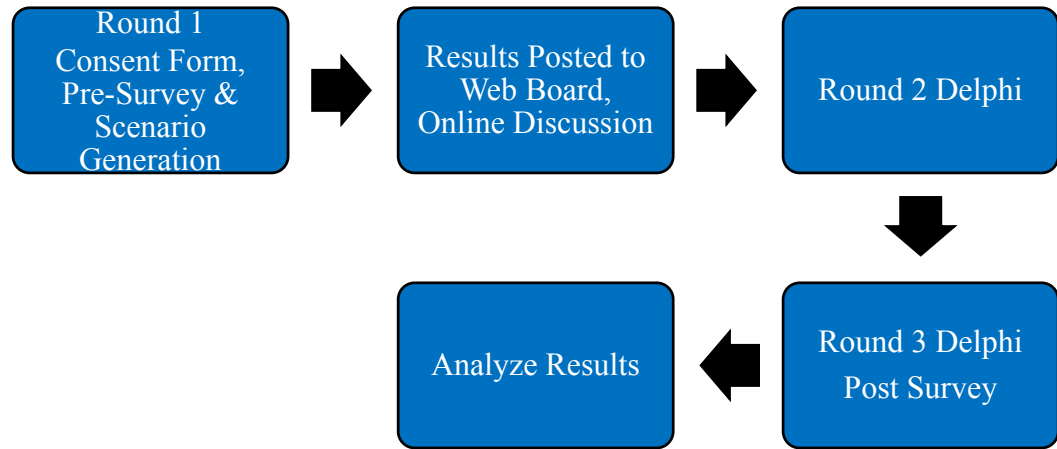 Round 1
Consent Form,
Pre-Survey &
Scenario
Generation
Results Posted to
Web Board,
Online Discussion
Round 2 Delphi
Round 3 Delphi
Post Survey
Analyze Results